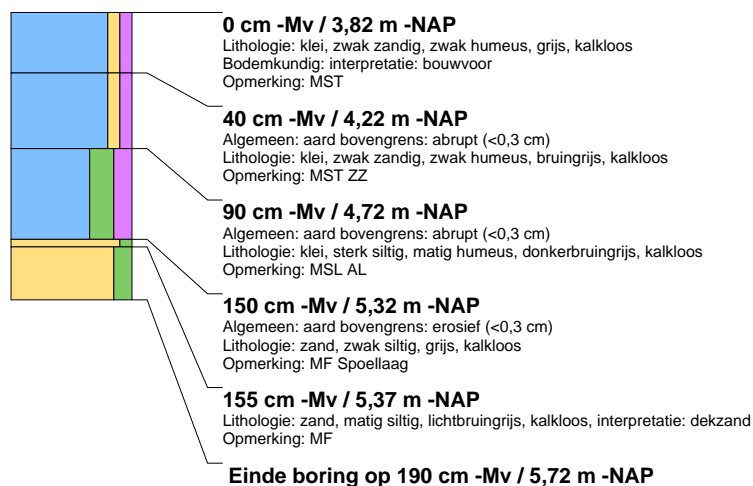 0 cm -Mv / 3,82 m -NAP
Lithologie: klei, zwak zandig, zwak humeus, grijs, kalkloos
Bodemkundig: interpretatie: bouwvoor
Opmerking: MST
40 cm -Mv / 4,22 m -NAP
Algemeen: aard bovengrens: abrupt (<0,3 cm)
Lithologie: klei, zwak zandig, zwak humeus, bruingrijs, kalkloos
Opmerking: MST ZZ
90 cm -Mv / 4,72 m -NAP
Algemeen: aard bovengrens: abrupt (<0,3 cm)
Lithologie: klei, sterk siltig, matig humeus, donkerbruingrijs, kalkloos
Opmerking: MSL AL
150 cm -Mv / 5,32 m -NAP
Algemeen: aard bovengrens: erosief (<0,3 cm)
Lithologie: zand, zwak siltig, grijs, kalkloos
Opmerking: MF Spoellaag
155 cm -Mv / 5,37 m -NAP
Lithologie: zand, matig siltig, lichtbruingrijs, kalkloos, interpretatie: dekzand
Opmerking: MF
Einde boring op 190 cm -Mv / 5,72 m -NAP